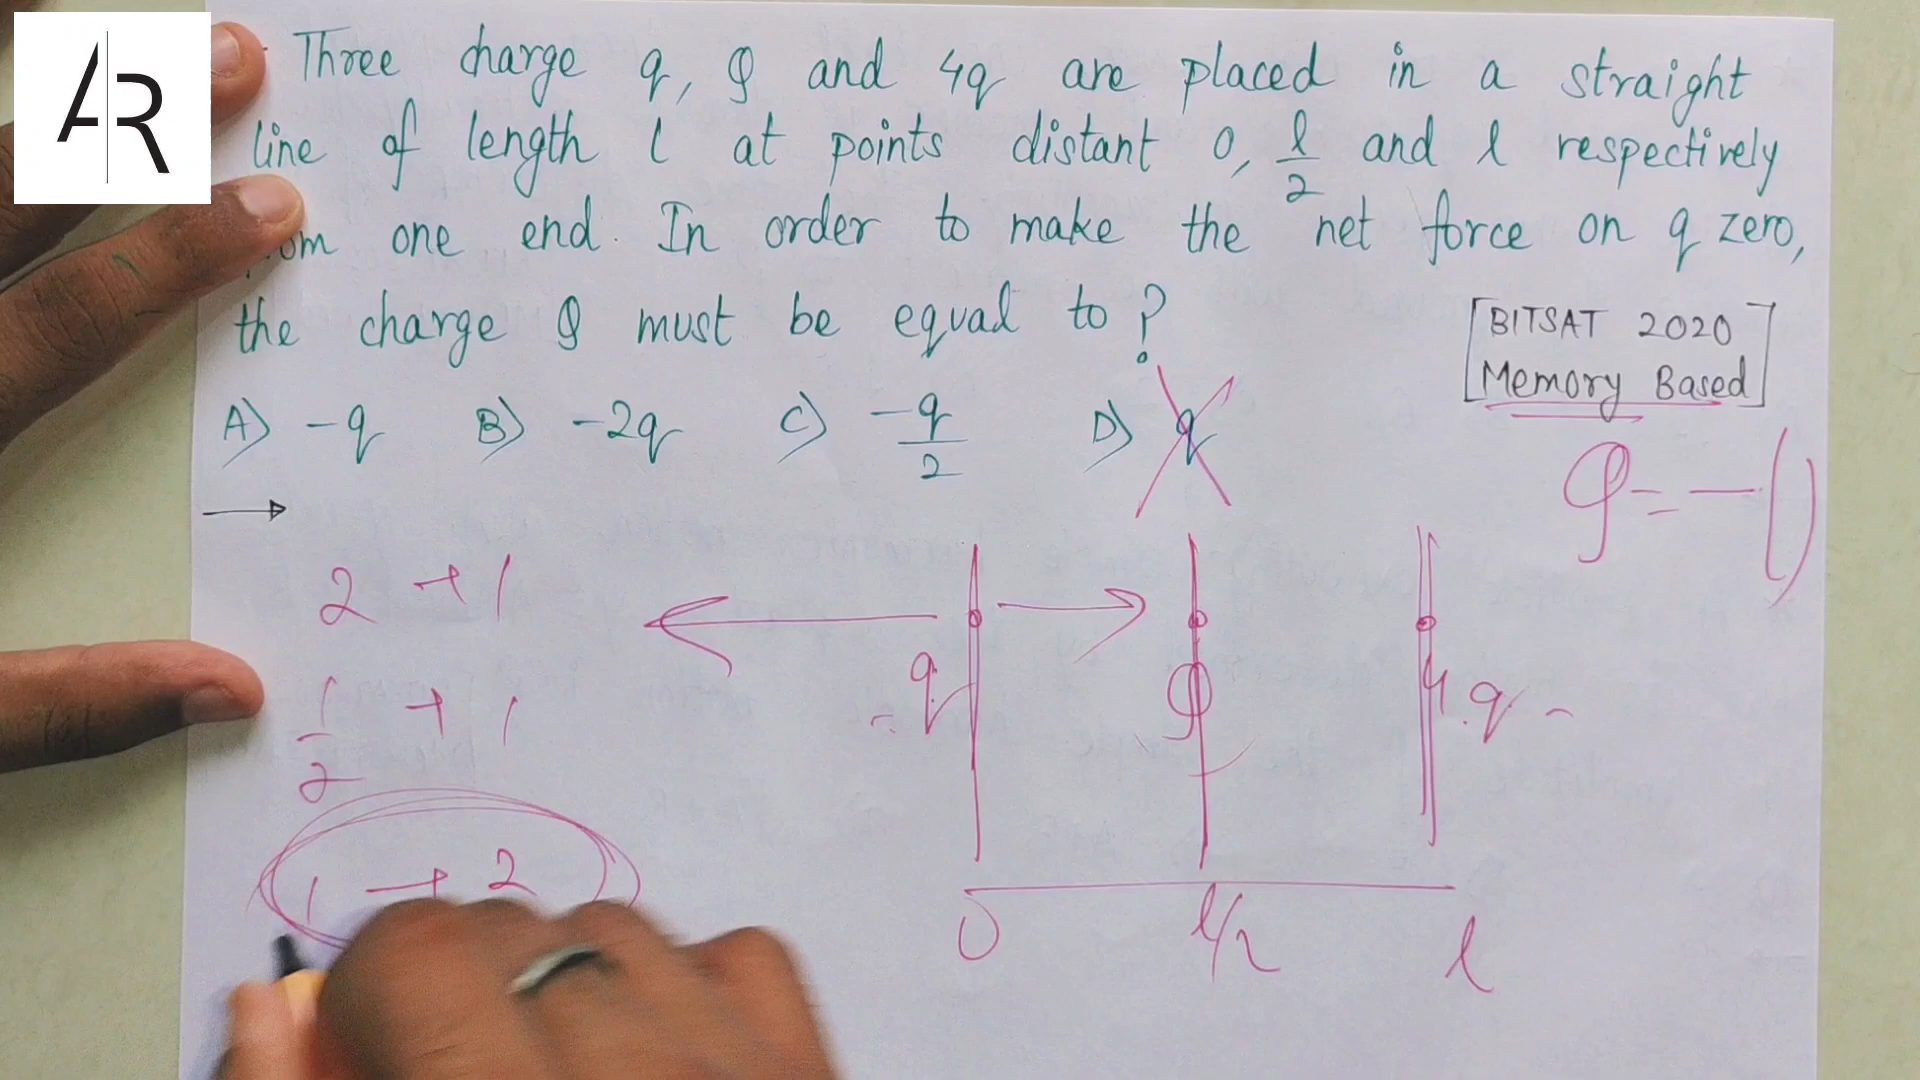 AR
Three charge q, Q and 4q are placed in a straight
line of length l at points distant 0, l/2 and l respectively
from one end. In order to make the net force on q zero,
the charge Q must be equal to ?
[BITSAT 2020
Memory Based]
A) -q B) -2q C) -q/2 D) q
Q = - ( )
2 → 1
1/2 → 1
1 → 2
q Q 4q
0 l/2 l